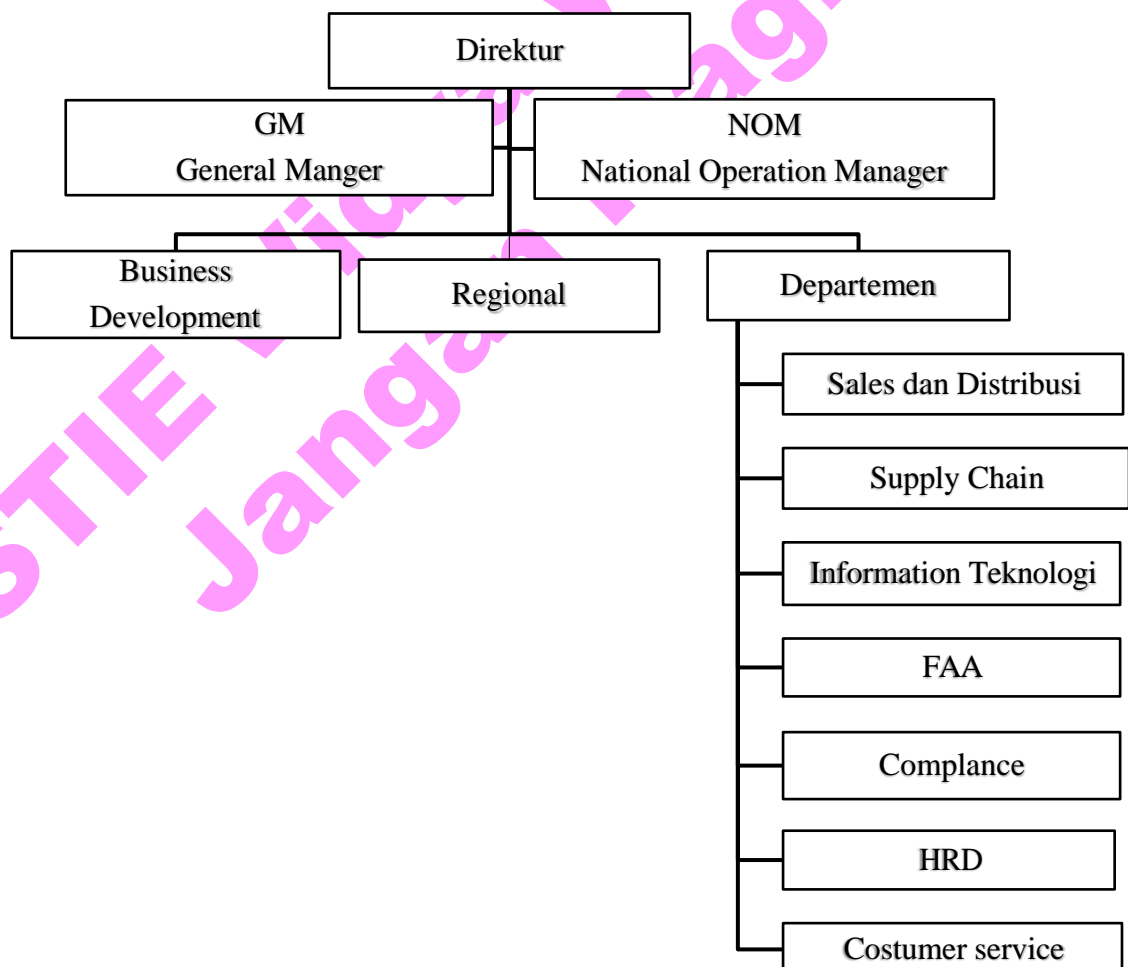 Direktur
GM
General Manger
NOM
National Operation Manager
Business
Development
Regional
Departemen
Sales dan Distribusi
Supply Chain
Information Teknologi
FAA
Complance
HRD
Costumer service
STIE